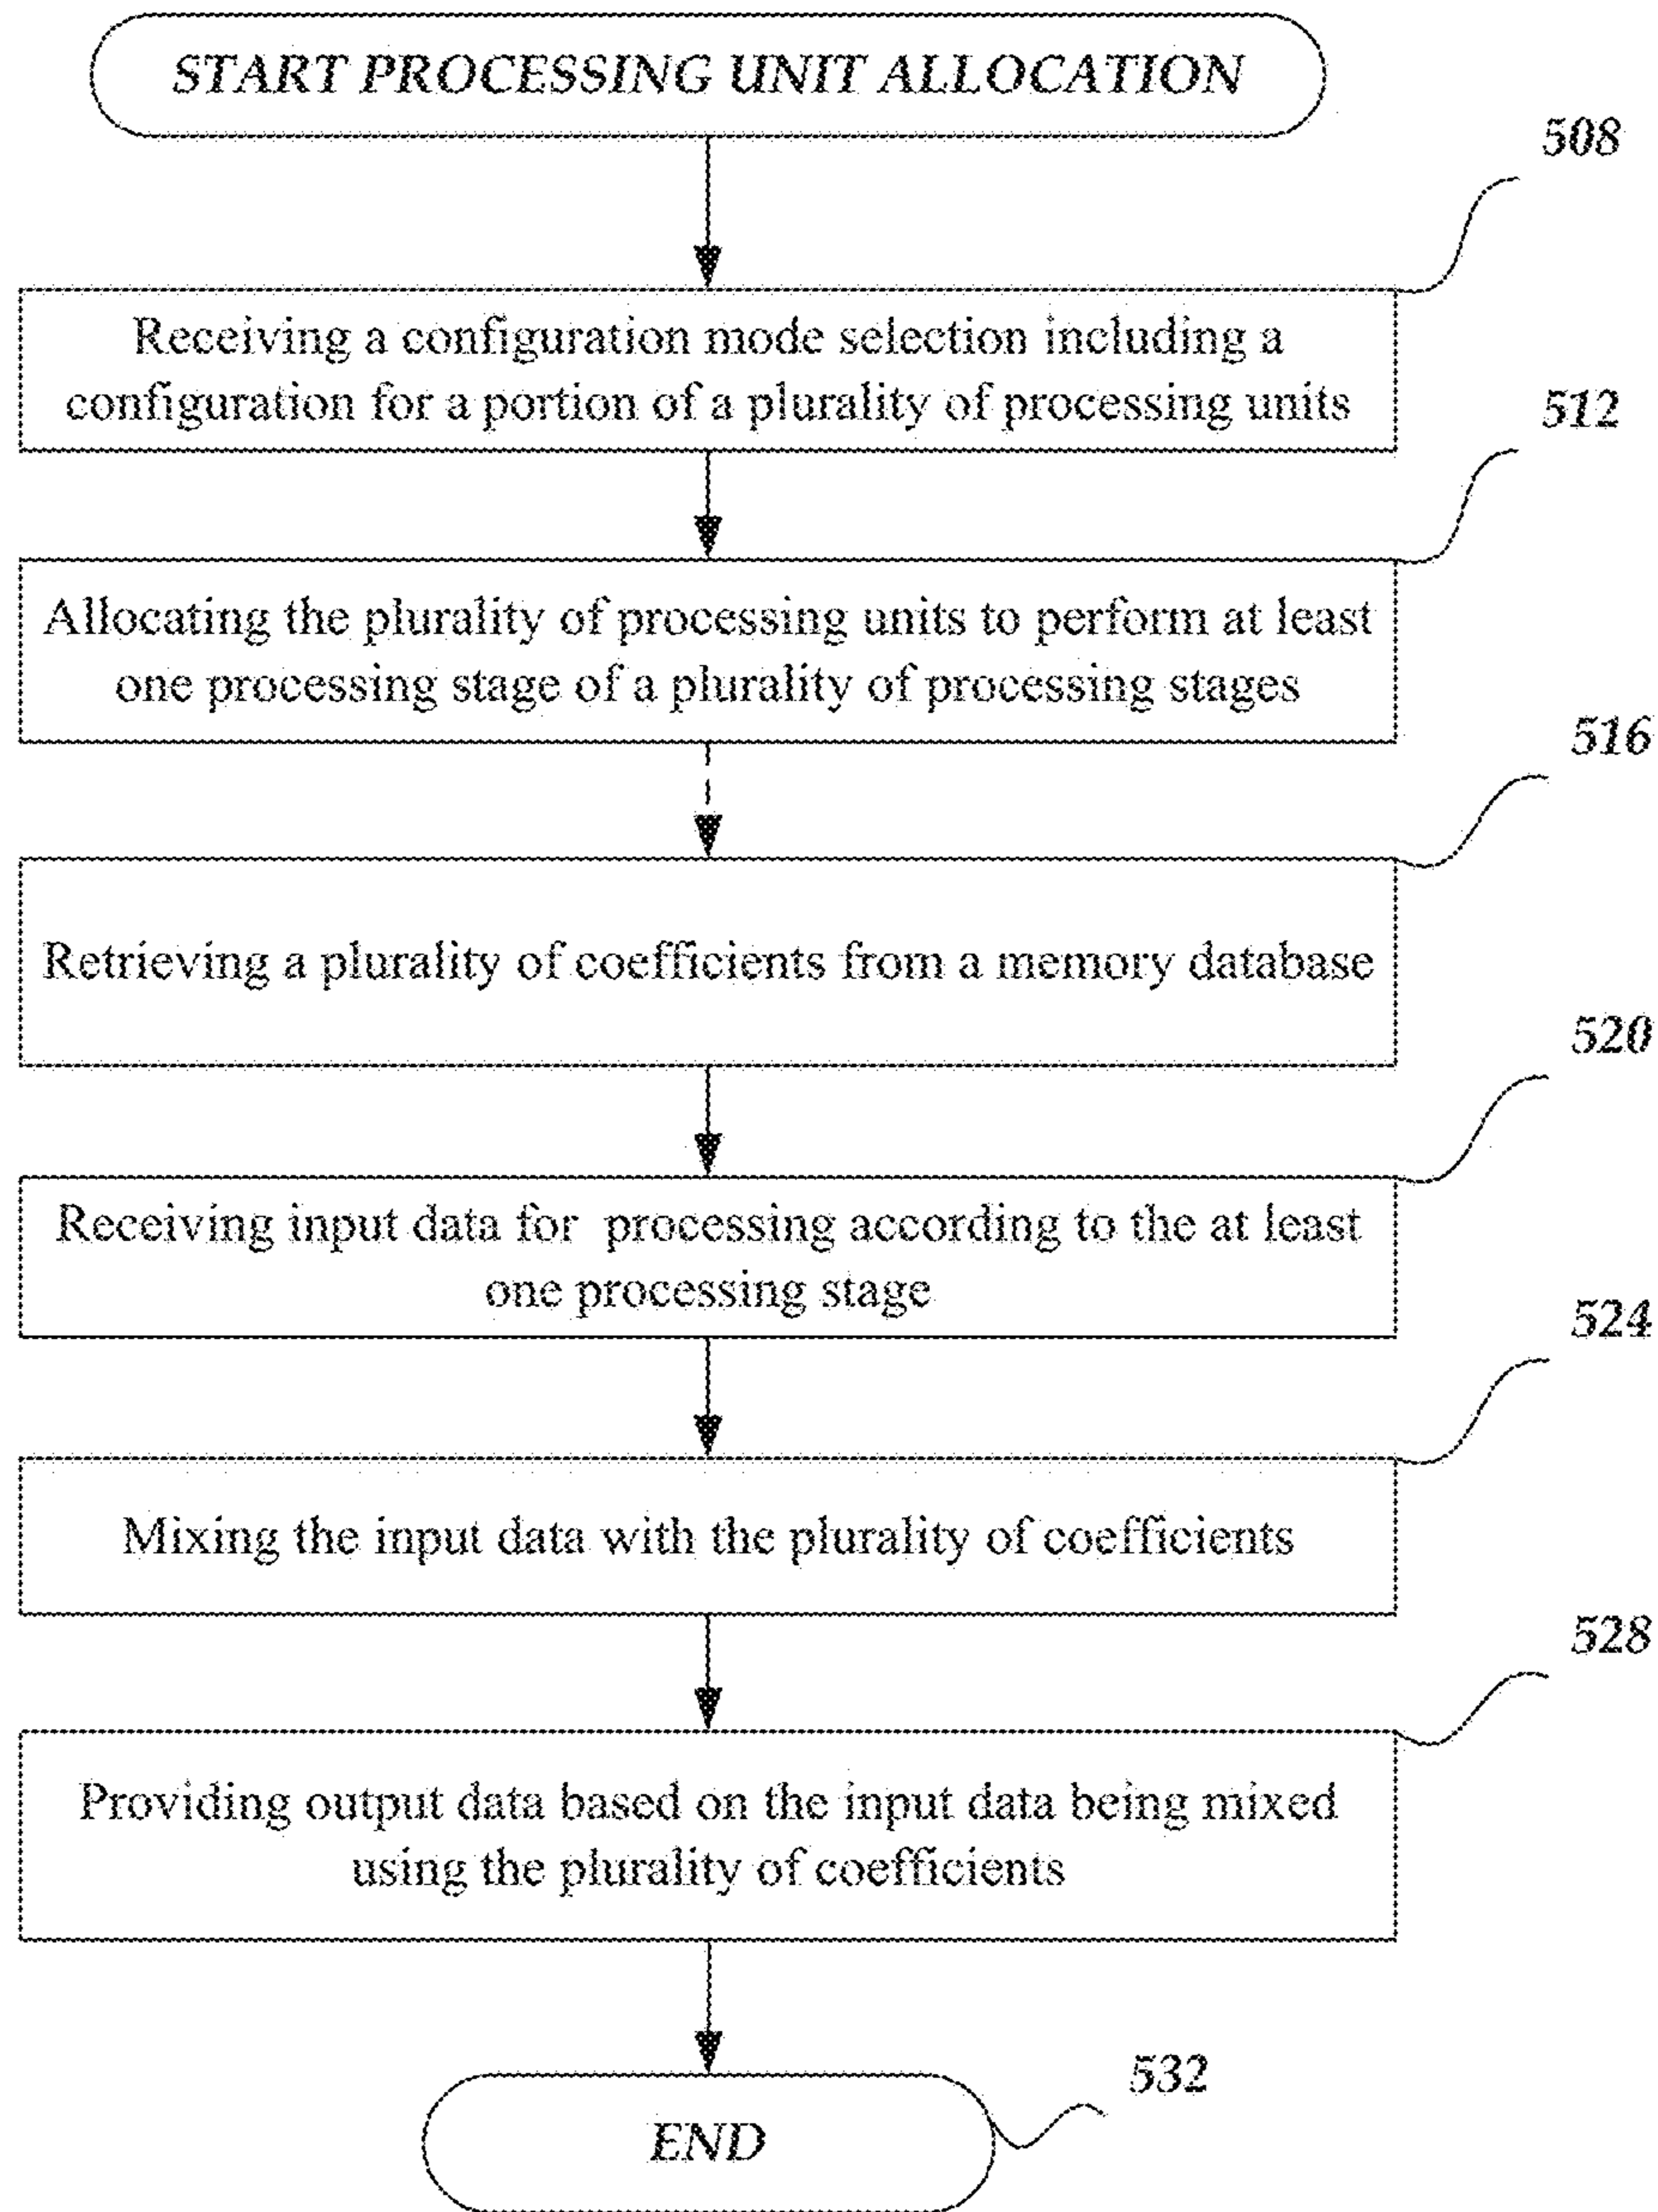 START PROCESSING UNIT ALLOCATION
508
Receiving a configuration mode selection including a
configuration for a portion of a plurality of processing units
512
Allocating the plurality of processing units to perform at least
one processing stage of a plurality of processing stages
516
Retrieving a plurality of coefficients from a memory database
520
Receiving input data for processing according to the at least
one processing stage
524
Mixing the input data with the plurality of coefficients
528
Providing output data based on the input data being mixed
using the plurality of coefficients
532
END